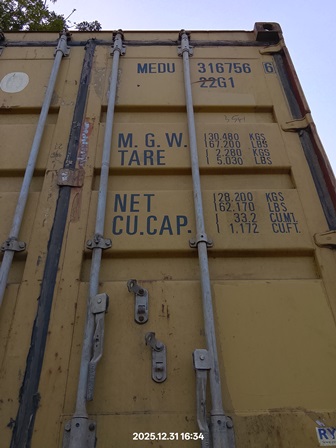 MEDU 316756 6
22G1
M.G.W. 30.480 KGS
67.200 LBS
TARE 2.280 KGS
5.030 LBS
NET 28.200 KGS
62.170 LBS
CU.CAP. 33.2 CU.MT.
1.172 CU.FT.
RY
2025.12.31 16:34